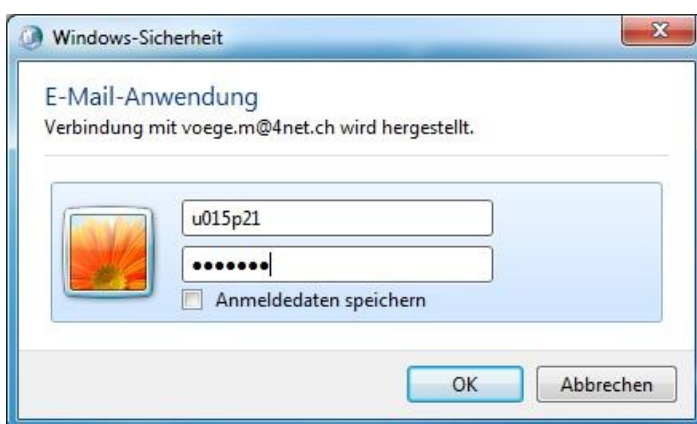 Windows-Sicherheit
E-Mail-Anwendung
Verbindung mit voege.m@4net.ch wird hergestellt.
u015p21
●●●●●●●
Anmeldedaten speichern
OK Abbrechen